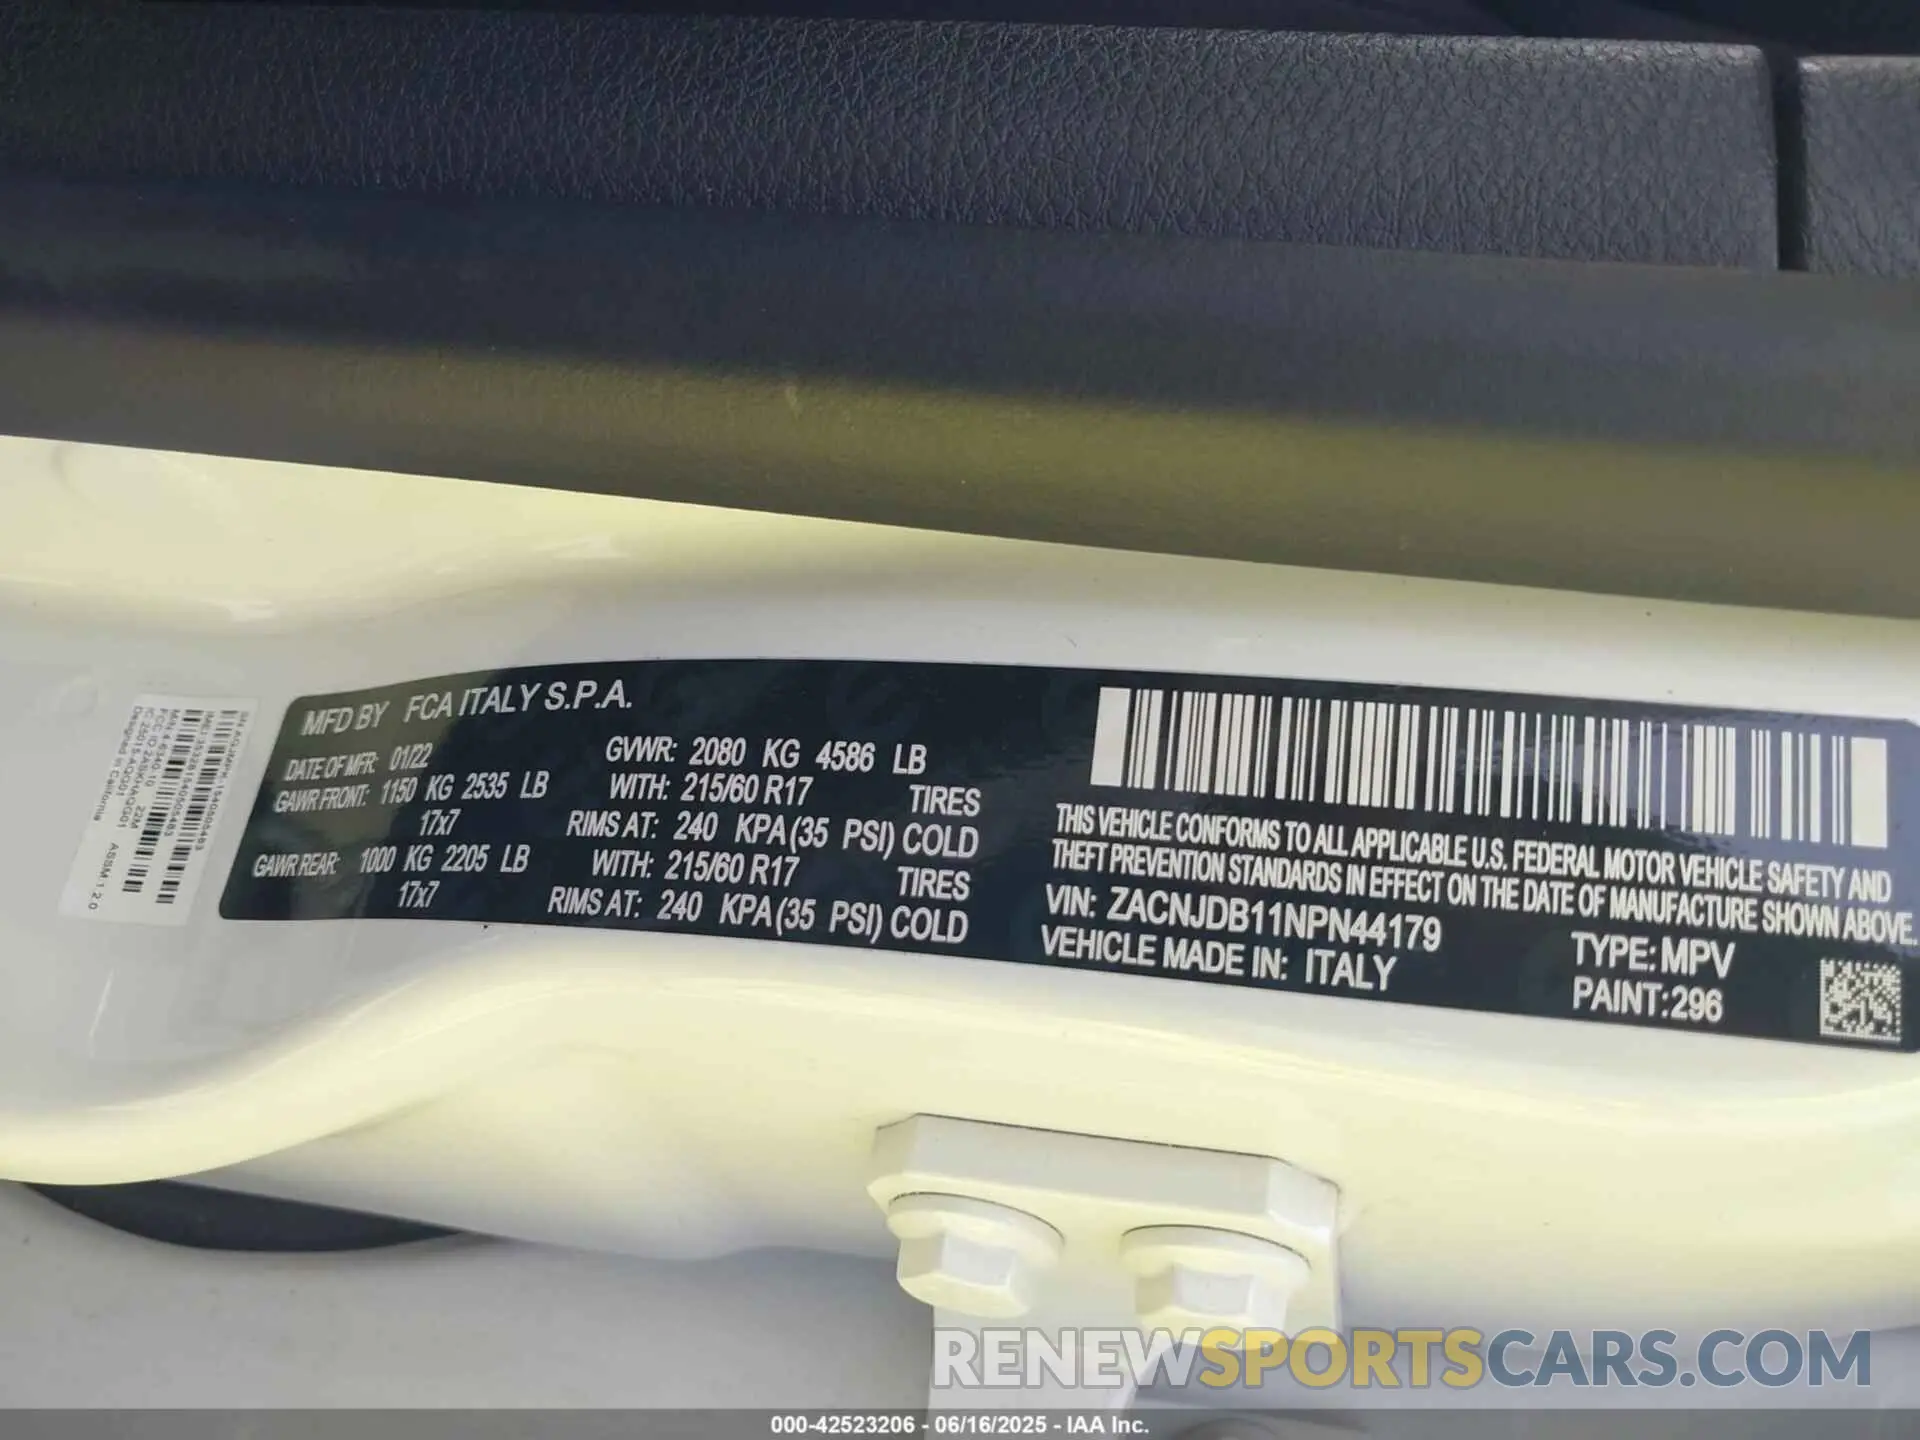 MFD BY FCA ITALY S.P.A.
DATE OF MFR: 01/22 GVWR: 2080 KG 4586 LB
GAWR FRONT: 1150 KG 2535 LB WITH: 215/60 R17 TIRES
17x7 RIMS AT: 240 KPA (35 PSI) COLD
GAWR REAR: 1000 KG 2205 LB WITH: 215/60 R17 TIRES
17x7 RIMS AT: 240 KPA (35 PSI) COLD
THIS VEHICLE CONFORMS TO ALL APPLICABLE U.S. FEDERAL MOTOR VEHICLE SAFETY AND
THEFT PREVENTION STANDARDS IN EFFECT ON THE DATE OF MANUFACTURE SHOWN ABOVE.
VIN: ZACNJDB11NPN44179 TYPE: MPV
VEHICLE MADE IN: ITALY PAINT: 296
22M
ASSM 1.2.0
Designed in California
RENEWSPORTSCARS.COM
000-42523206 - 06/16/2025 - IAA Inc.